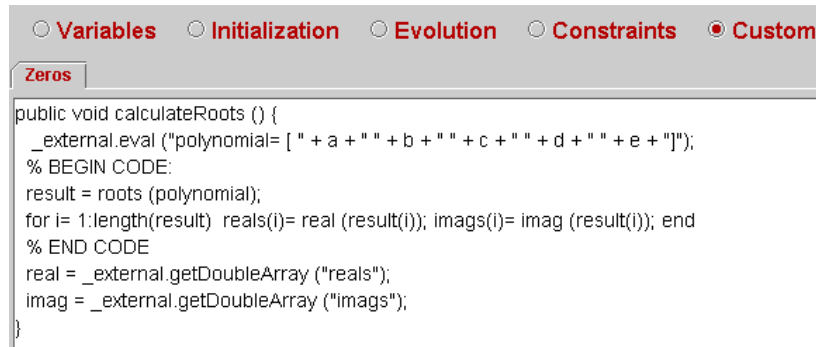 Variables Initialization Evolution Constraints Custom
Zeros
public void calculateRoots () {
_external.eval ("polynomial= [ " + a + " " + b + " " + c + " " + d + " " + e + "]");
% BEGIN CODE:
result = roots (polynomial);
for i= 1:length(result)  reals(i)= real (result(i)); imags(i)= imag (result(i)); end
% END CODE
real = _external.getDoubleArray ("reals");
imag = _external.getDoubleArray ("imags");
}